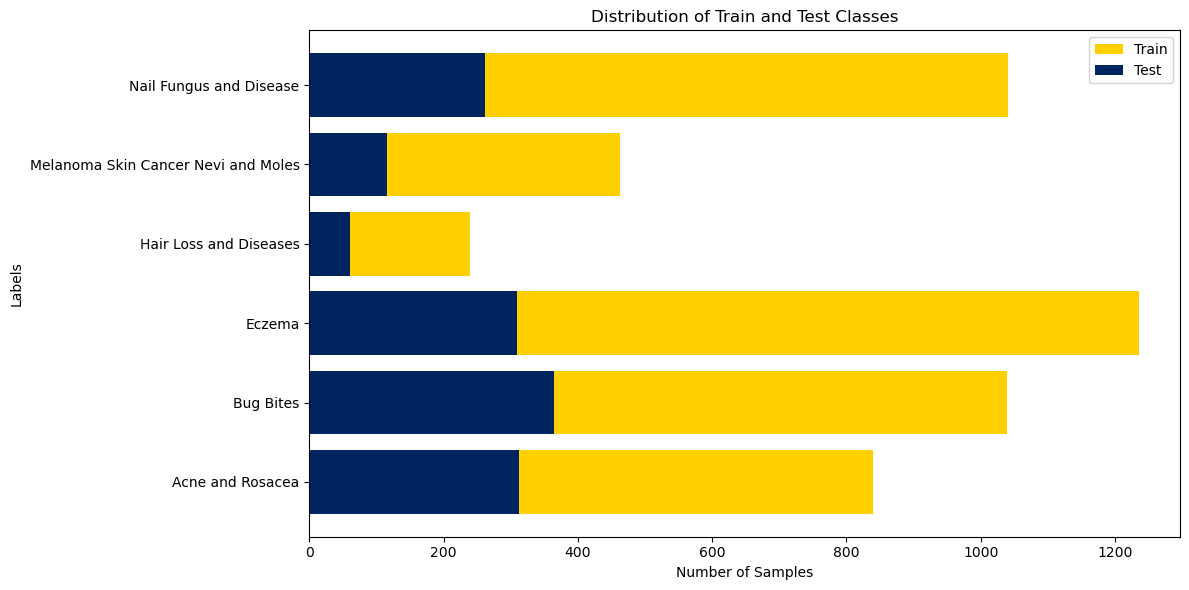 Distribution of Train and Test Classes
Train
Test
Nail Fungus and Disease
Melanoma Skin Cancer Nevi and Moles
Hair Loss and Diseases
Eczema
Bug Bites
Acne and Rosacea
Labels
0 200 400 600 800 1000 1200
Number of Samples